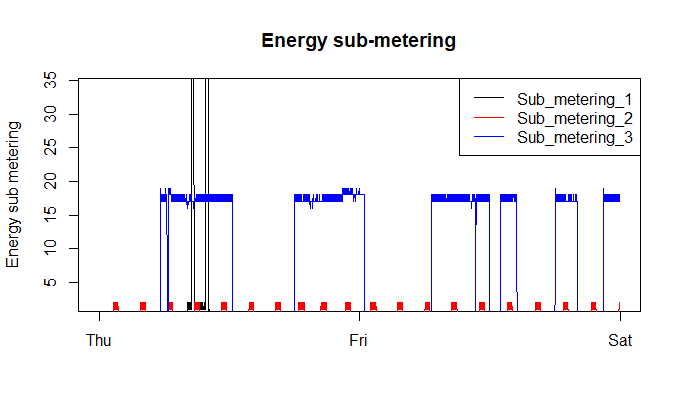 Energy sub-metering
Energy sub metering
35
30
25
20
15
10
5
Sub_metering_1
Sub_metering_2
Sub_metering_3
Thu
Fri
Sat